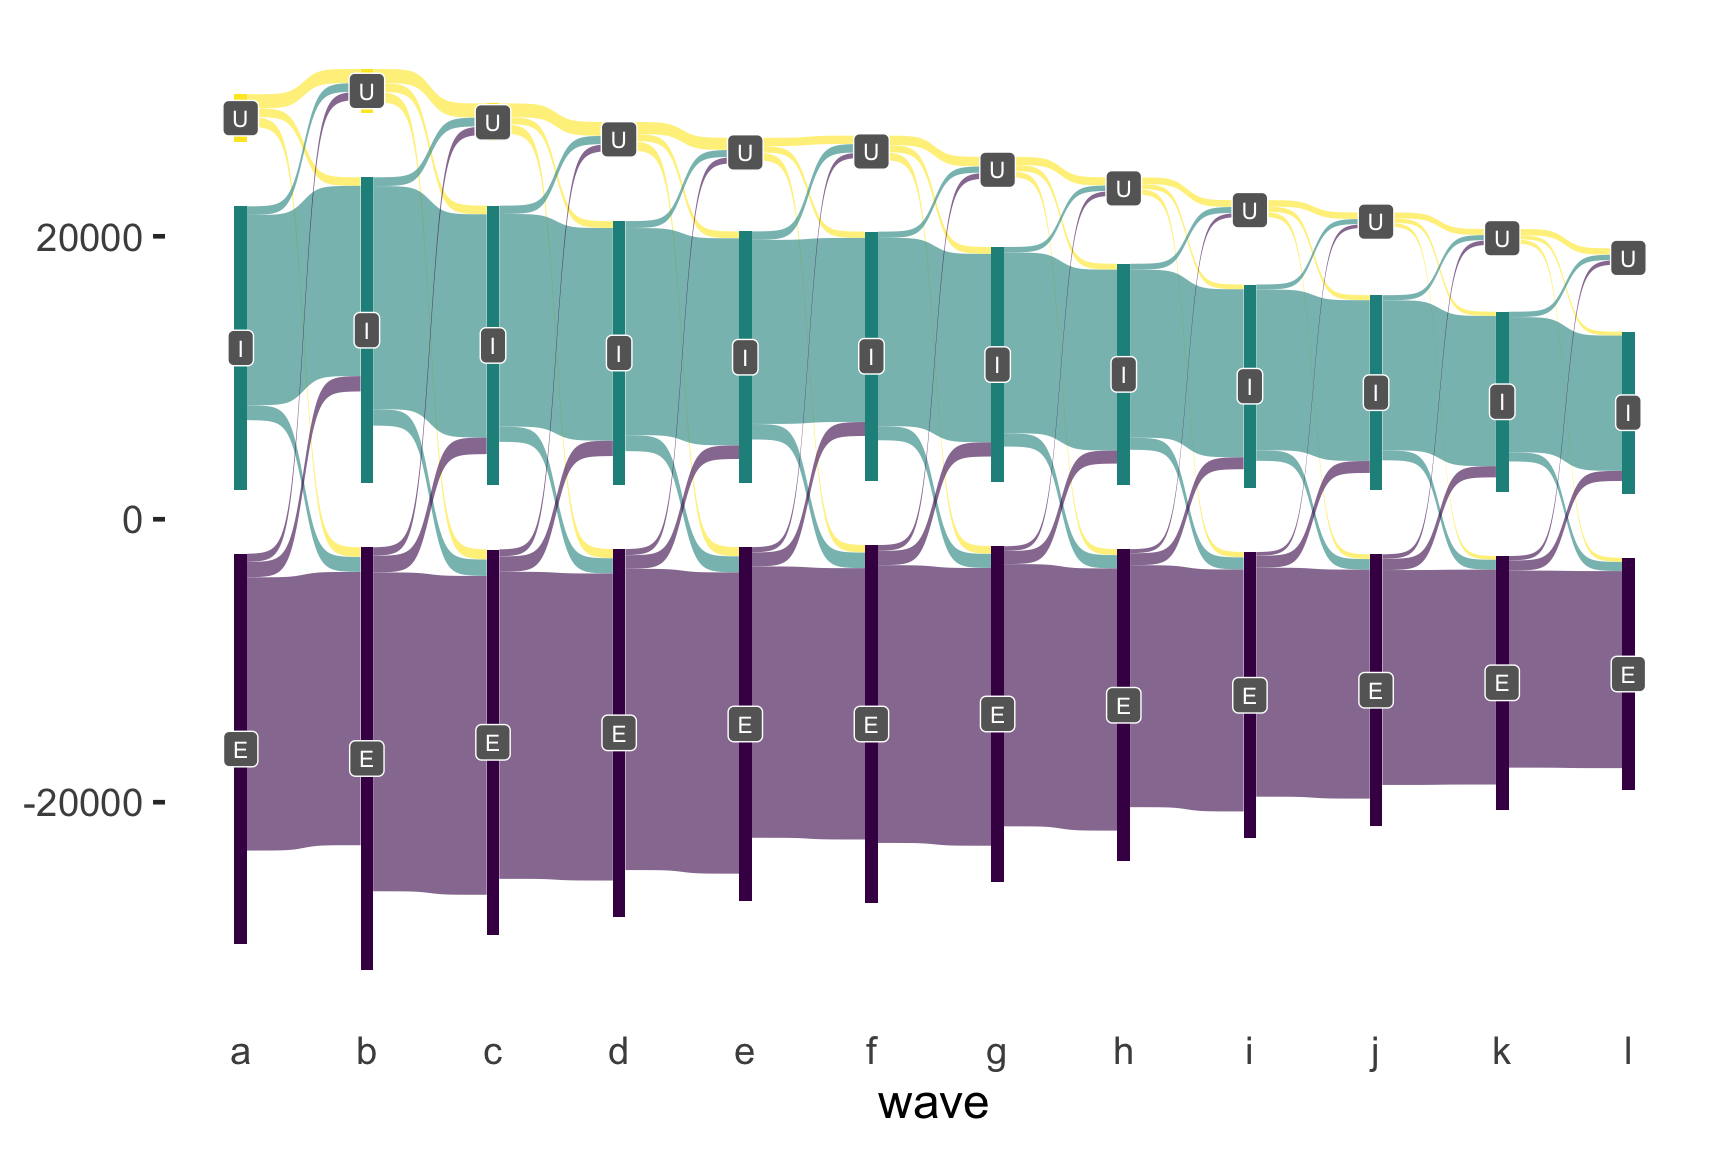 U U U U U U U U U U U U
20000
I I I I I I I I I I I I
0
E E E E E E E E E E E E
-20000
a b c d e f g h i j k l
wave